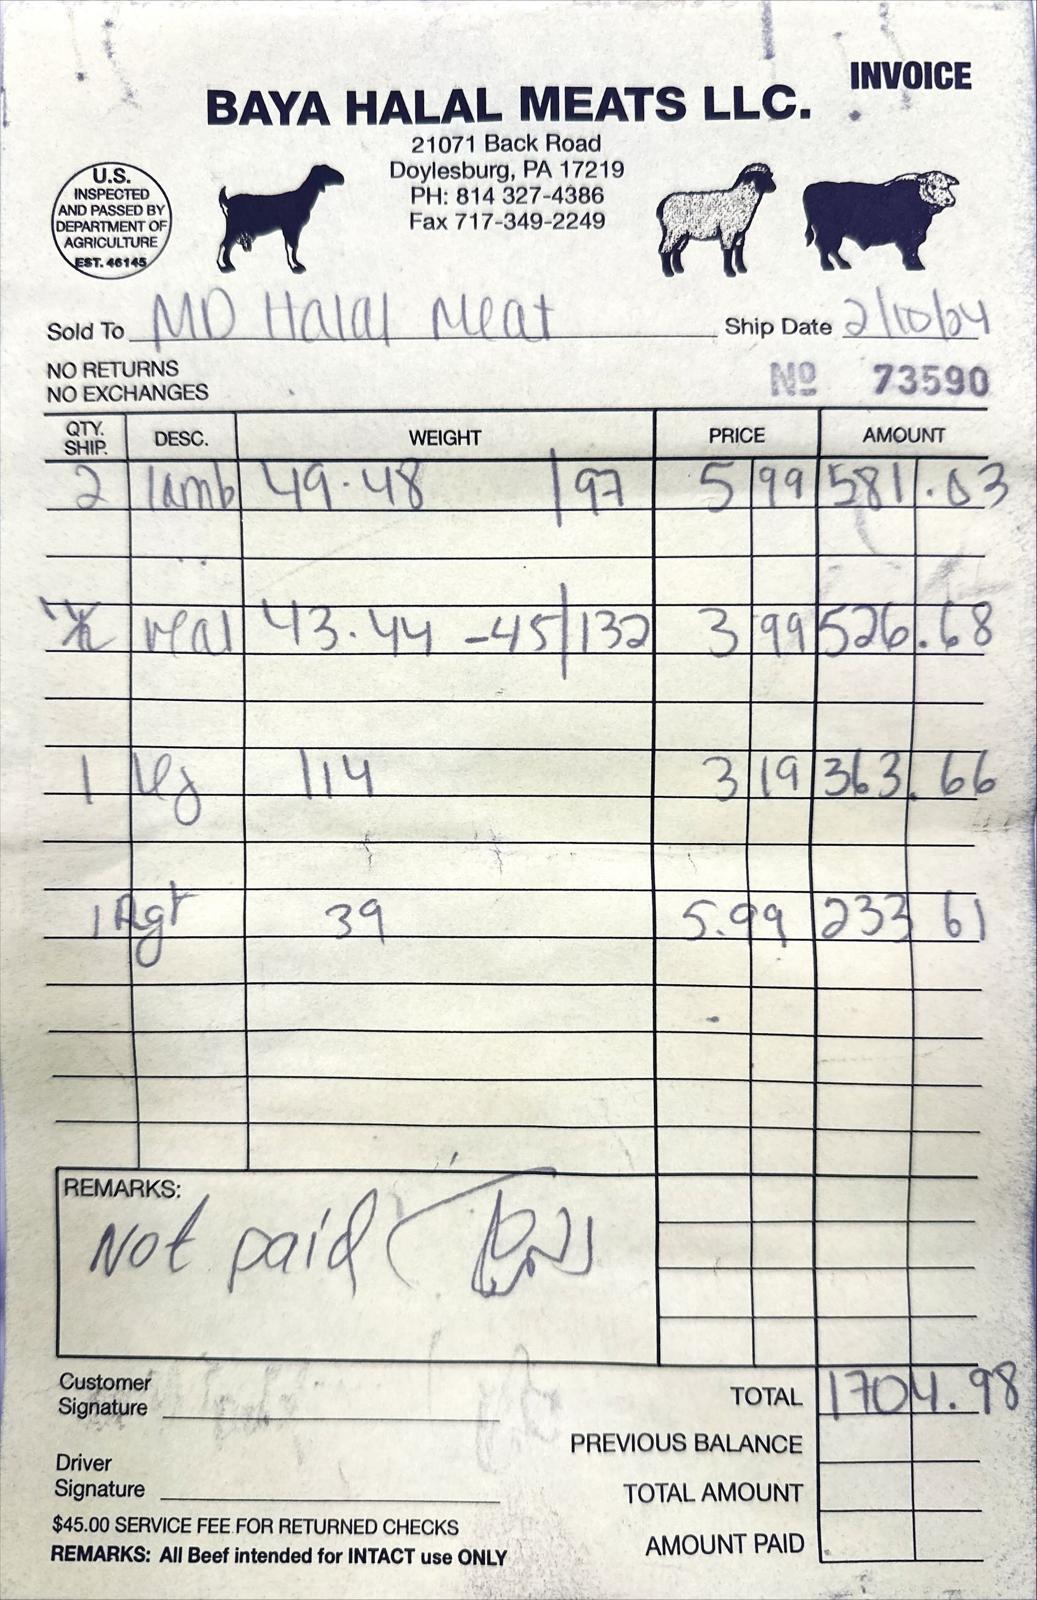 INVOICE
BAYA HALAL MEATS LLC.
21071 Back Road
Doylesburg, PA 17219
PH: 814 327-4386
Fax 717-349-2249
U.S.
INSPECTED
AND PASSED BY
DEPARTMENT OF
AGRICULTURE
EST. 46145
Sold To MD Halal Meat Ship Date 2/10/24
NO RETURNS
NO EXCHANGES
No 73590
QTY. SHIP. DESC. WEIGHT PRICE AMOUNT
2 lamb 49.48 /97 5 99 581.03
veal 43.44 -45/132 3 99 526.68
1 114 3 19 363.66
1 39 5.99 233 61
REMARKS:
Not paid
Customer
Signature
TOTAL 1704.98
PREVIOUS BALANCE
Driver
Signature
TOTAL AMOUNT
$45.00 SERVICE FEE FOR RETURNED CHECKS
AMOUNT PAID
REMARKS: All Beef intended for INTACT use ONLY